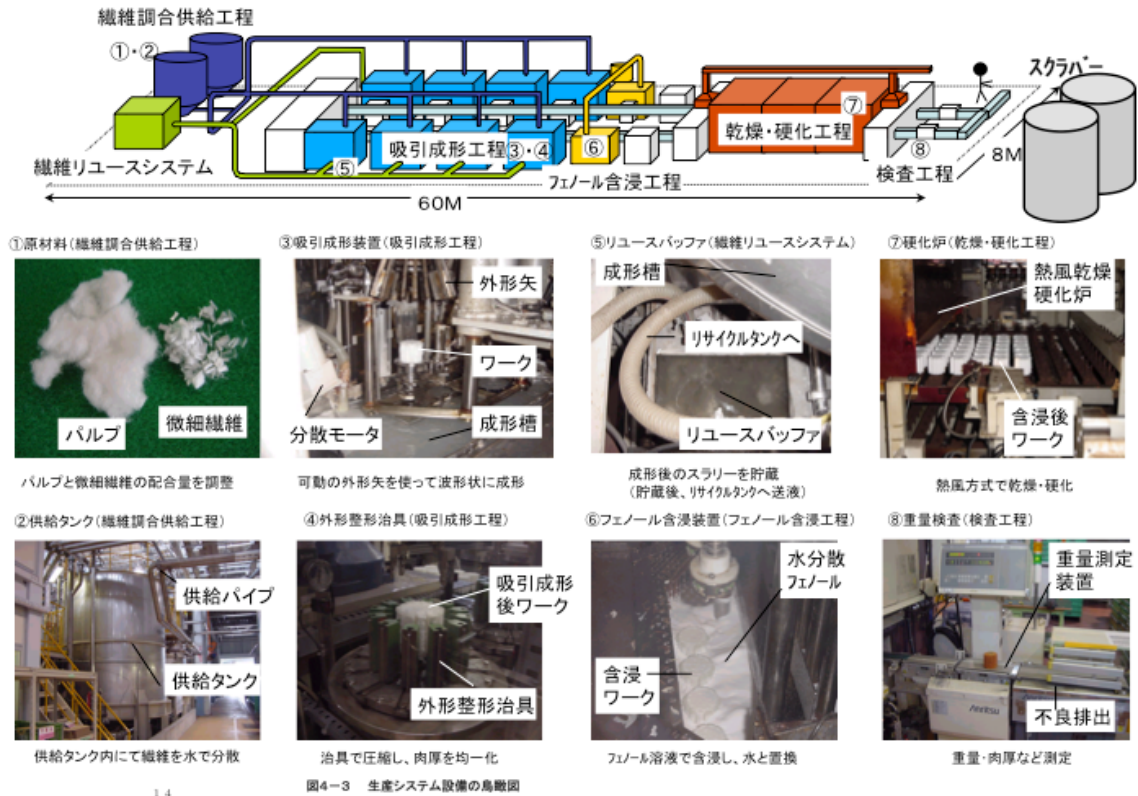 繊維調合供給工程
①・②
スクラバー
⑦
乾燥・硬化工程
吸引成形工程③・④
⑥
⑤
⑧
繊維リユースシステム
フェノール含浸工程
検査工程
8M
60M
①原材料(繊維調合供給工程)
③吸引成形装置(吸引成形工程)
⑤リユースバッファ(繊維リユースシステム)
⑦硬化炉(乾燥・硬化工程)
パルプ
微細繊維
外形矢
ワーク
分散モータ
成形槽
成形槽
リサイクルタンクへ
リユースバッファ
熱風乾燥
硬化炉
含浸後
ワーク
パルプと微細繊維の配合量を調整
可動の外形矢を使って波形状に成形
成形後のスラリーを貯蔵
(貯蔵後、リサイクルタンクへ送液)
熱風方式で乾燥・硬化
②供給タンク(繊維調合供給工程)
④外形整形治具(吸引成形工程)
⑥フェノール含浸装置(フェノール含浸工程)
⑧重量検査(検査工程)
供給パイプ
供給タンク
吸引成形
後ワーク
外形整形治具
水分散
フェノール
含浸
ワーク
重量測定
装置
Anritsu
不良排出
供給タンク内にて繊維を水で分散
治具で圧縮し、肉厚を均一化
フェノール溶液で含浸し、水と置換
重量・肉厚など測定
図4-3 生産システム設備の鳥瞰図
14